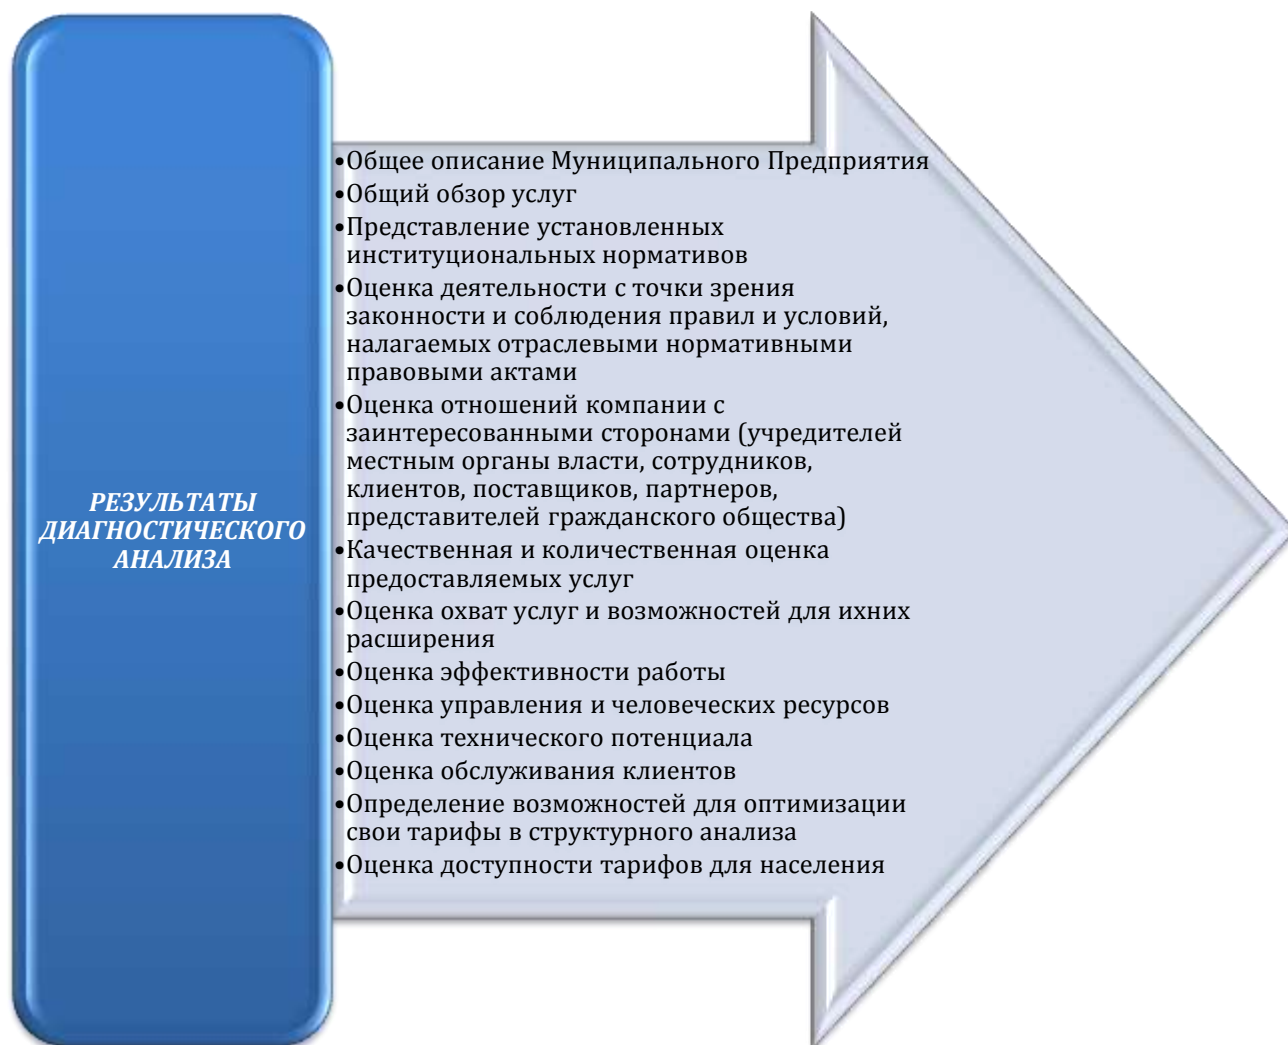 РЕЗУЛЬТАТЫ
ДИАГНОСТИЧЕСКОГО
АНАЛИЗА
•Общее описание Муниципального Предприятия
•Общий обзор услуг
•Представление установленных
институциональных нормативов
•Оценка деятельности с точки зрения
законности и соблюдения правил и условий,
налагаемых отраслевыми нормативными
правовыми актами
•Оценка отношений компании с
заинтересованными сторонами (учредителей
местным органы власти, сотрудников,
клиентов, поставщиков, партнеров,
представителей гражданского общества)
•Качественная и количественная оценка
предоставляемых услуг
•Оценка охват услуг и возможностей для ихних
расширения
•Оценка эффективности работы
•Оценка управления и человеческих ресурсов
•Оценка технического потенциала
•Оценка обслуживания клиентов
•Определение возможностей для оптимизации
свои тарифы в структурного анализа
•Оценка доступности тарифов для населения